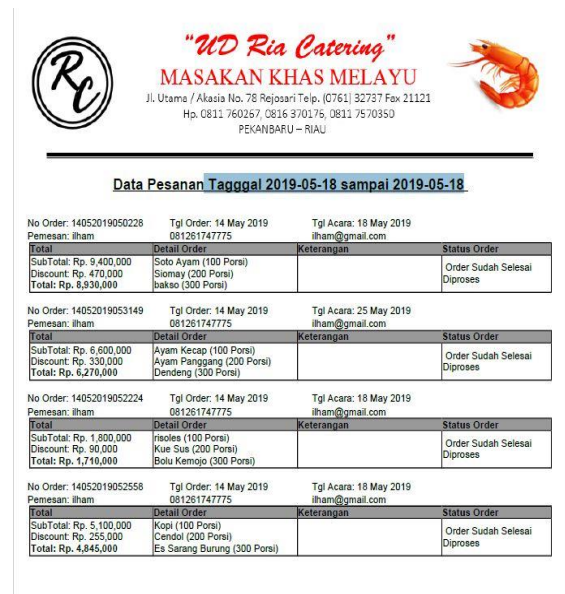 RC
"UD Ria Catering"
MASAKAN KHAS MELAYU
Jl. Utama / Akasia No. 78 Rejosari Telp. (0761) 32737 Fax 21121
Hp. 0811 760267, 0816 370176, 0811 7570350
PEKANBARU – RIAU
Data Pesanan Tagggal 2019-05-18 sampai 2019-05-18
No Order: 14052019050228 Tgl Order: 14 May 2019 Tgl Acara: 18 May 2019
Pemesan: ilham 081261747775 ilham@gmail.com
Total Detail Order Keterangan Status Order
SubTotal: Rp. 9,400,000 Soto Ayam (100 Porsi) Order Sudah Selesai
Discount: Rp. 470,000 Siomay (200 Porsi) Diproses
Total: Rp. 8,930,000 bakso (300 Porsi)
No Order: 14052019053149 Tgl Order: 14 May 2019 Tgl Acara: 25 May 2019
Pemesan: ilham 081261747775 ilham@gmail.com
Total Detail Order Keterangan Status Order
SubTotal: Rp. 6,600,000 Ayam Kecap (100 Porsi) Order Sudah Selesai
Discount: Rp. 330,000 Ayam Panggang (200 Porsi) Diproses
Total: Rp. 6,270,000 Dendeng (300 Porsi)
No Order: 14052019052224 Tgl Order: 14 May 2019 Tgl Acara: 18 May 2019
Pemesan: ilham 081261747775 ilham@gmail.com
Total Detail Order Keterangan Status Order
SubTotal: Rp. 1,800,000 risoles (100 Porsi) Order Sudah Selesai
Discount: Rp. 90,000 Kue Sus (200 Porsi) Diproses
Total: Rp. 1,710,000 Bolu Kemojo (300 Porsi)
No Order: 14052019052558 Tgl Order: 14 May 2019 Tgl Acara: 18 May 2019
Pemesan: ilham 081261747775 ilham@gmail.com
Total Detail Order Keterangan Status Order
SubTotal: Rp. 5,100,000 Kopi (100 Porsi) Order Sudah Selesai
Discount: Rp. 255,000 Cendol (200 Porsi) Diproses
Total: Rp. 4,845,000 Es Sarang Burung (300 Porsi)